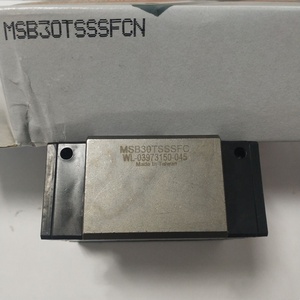 MSB30TSSSFCN
MSB30TSSSFC
WL-03973150 045
Made In Taiwan